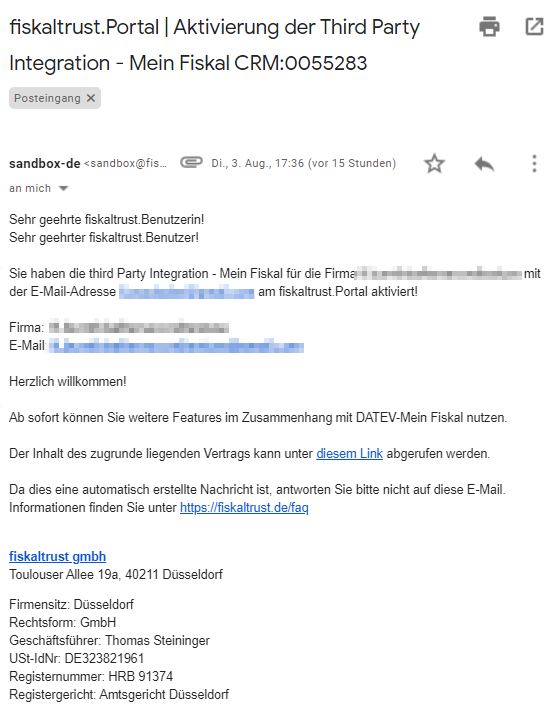 fiskaltrust.Portal | Aktivierung der Third Party
Integration - Mein Fiskal CRM:0055283
Posteingang
sandbox-de <sandbox@fis... Di., 3. Aug., 17:36 (vor 15 Stunden)
an mich
Sehr geehrte fiskaltrust.Benutzerin!
Sehr geehrter fiskaltrust.Benutzer!
Sie haben die third Party Integration - Mein Fiskal für die Firma mit
der E-Mail-Adresse am fiskaltrust.Portal aktiviert!
Firma:
E-Mail
Herzlich willkommen!
Ab sofort können Sie weitere Features im Zusammenhang mit DATEV-Mein Fiskal nutzen.
Der Inhalt des zugrunde liegenden Vertrags kann unter diesem Link abgerufen werden.
Da dies eine automatisch erstellte Nachricht ist, antworten Sie bitte nicht auf diese E-Mail.
Informationen finden Sie unter https://fiskaltrust.de/faq
fiskaltrust gmbh
Toulouser Allee 19a, 40211 Düsseldorf
Firmensitz: Düsseldorf
Rechtsform: GmbH
Geschäftsführer: Thomas Steininger
USt-IdNr: DE323821961
Registernummer: HRB 91374
Registergericht: Amtsgericht Düsseldorf